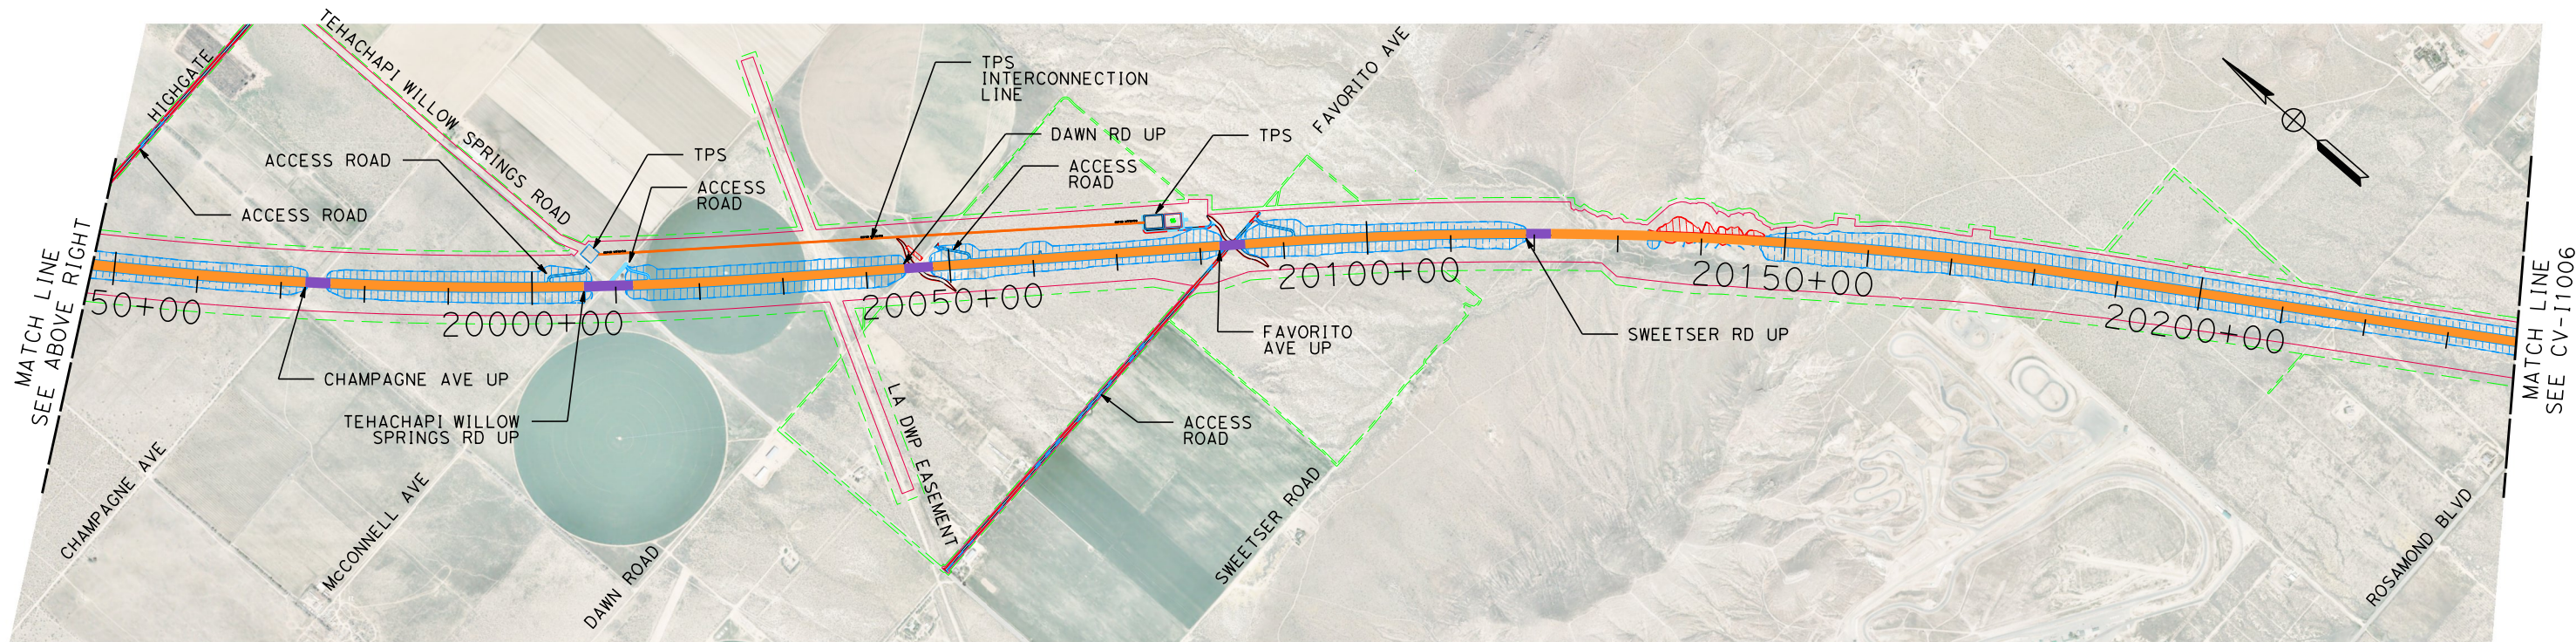 TEHACHAPI WILLOW SPRINGS ROAD
HIGHGATE
ACCESS ROAD
ACCESS ROAD
TPS
ACCESS
ROAD
TPS
INTERCONNECTION
LINE
DAWN RD UP
ACCESS
ROAD
TPS
FAVORITO AVE
MATCH LINE
SEE ABOVE RIGHT
50+00
20000+00
20050+00
20100+00
20150+00
20200+00
CHAMPAGNE AVE UP
TEHACHAPI WILLOW
SPRINGS RD UP
FAVORITO
AVE UP
SWEETSER RD UP
ACCESS
ROAD
LA DWP EASEMENT
CHAMPAGNE AVE
McCONNELL AVE
DAWN ROAD
SWEETSER ROAD
ROSAMOND BLVD
MATCH LINE
SEE CV-I1006